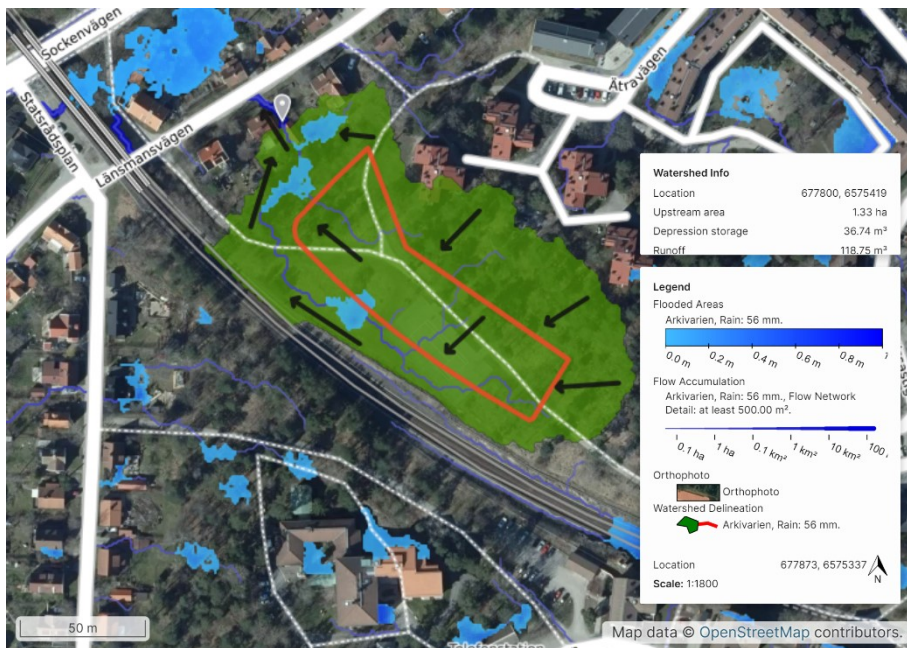 Sockenvägen
Statsrådsplan
Länsmansvägen
Ätravägen
Watershed Info
Location 677800, 6575419
Upstream area 1.33 ha
Depression storage 36.74 m³
Runoff 118.75 m³
Legend
Flooded Areas
Arkivarien, Rain: 56 mm.
0.0 m 0.2 m 0.4 m 0.6 m 0.8 m
Flow Accumulation
Arkivarien, Rain: 56 mm., Flow Network
Detail: at least 500.00 m².
0.1 ha 1 ha 0.1 km² 1 km² 10 km² 100
Orthophoto
Orthophoto
Watershed Delineation
Arkivarien, Rain: 56 mm.
Location 677873, 6575337
Scale: 1:1800
N
50 m
Map data © OpenStreetMap contributors.